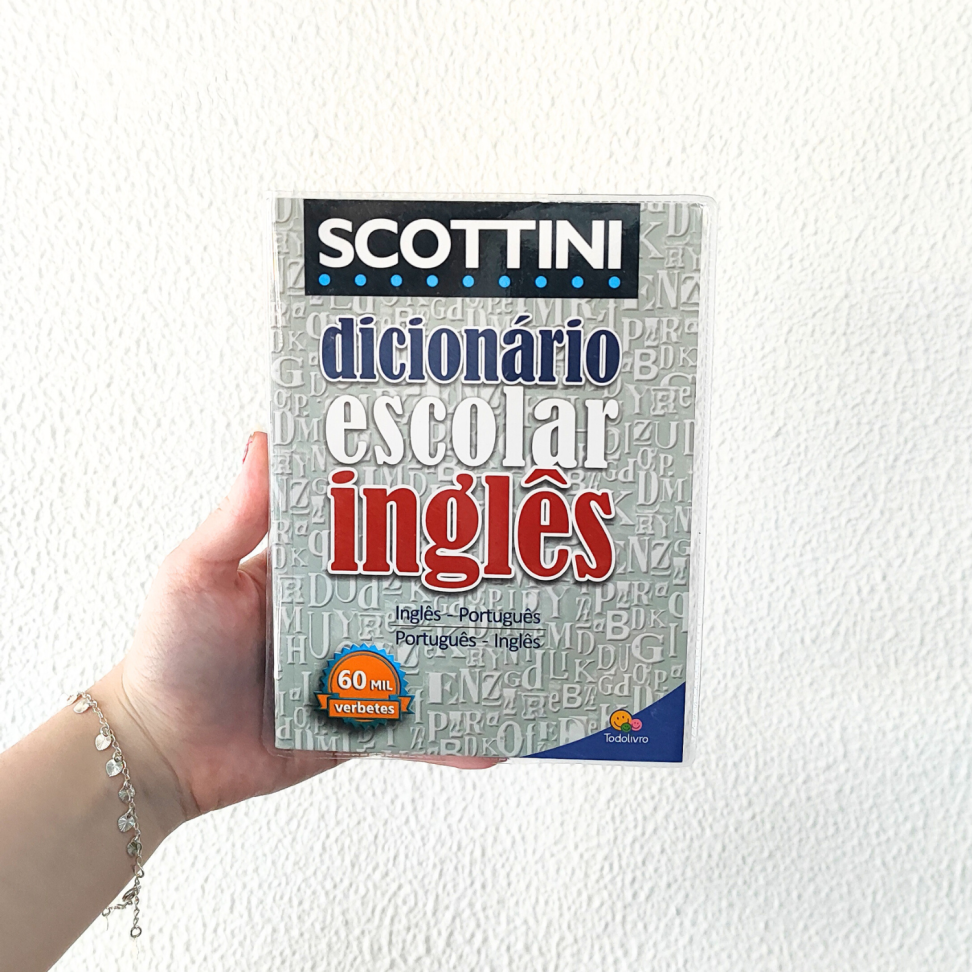 SCOTTINI
dicionário
escolar
inglês
Inglês - Português
Português - Inglês
60 MIL
verbetes
Todolivro